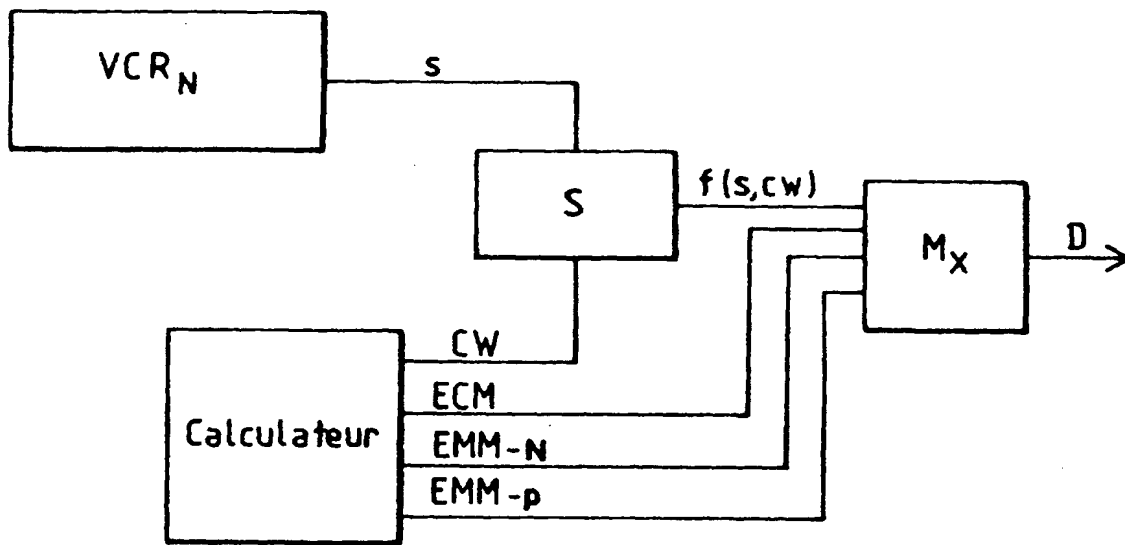 VCR_N
s
S
f(s,cw)
M_X
D
CW
ECM
EMM-N
EMM-p
Calculateur